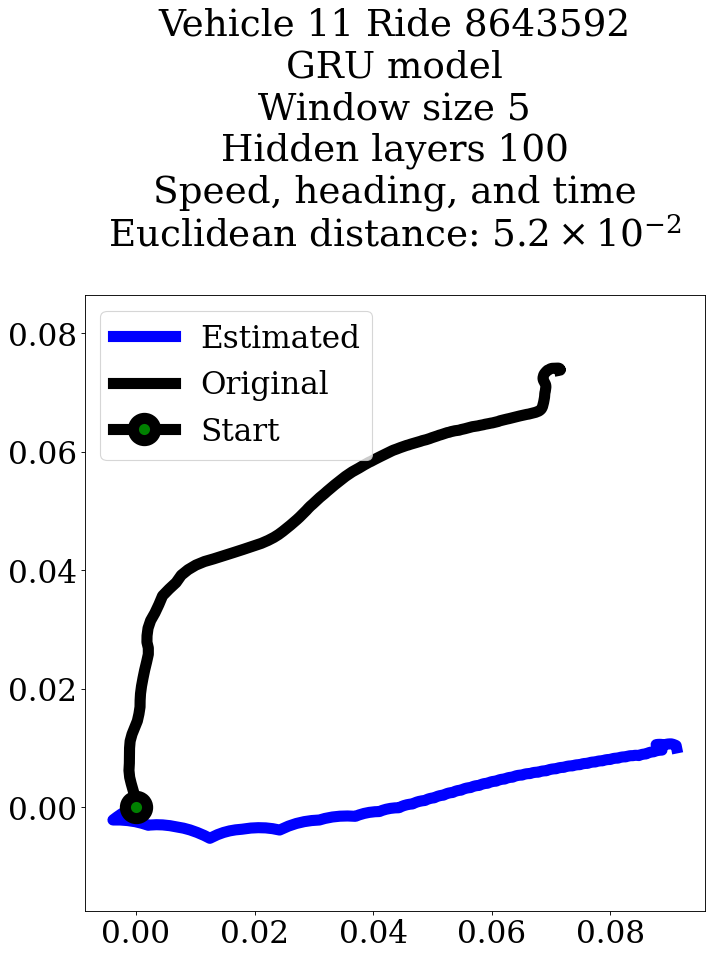 Vehicle 11 Ride 8643592
GRU model
Window size 5
Hidden layers 100
Speed, heading, and time
Euclidean distance: 5.2 × 10⁻²
Estimated
Original
Start
0.08
0.06
0.04
0.02
0.00
0.00 0.02 0.04 0.06 0.08